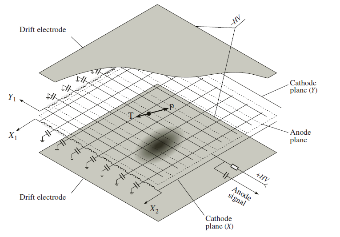 -HV
Drift electrode
Cathode
plane (Y)
Y1
T
P
X1
Anode
plane
+HV
Anode
signal
Drift electrode
X2
Cathode
plane (X)